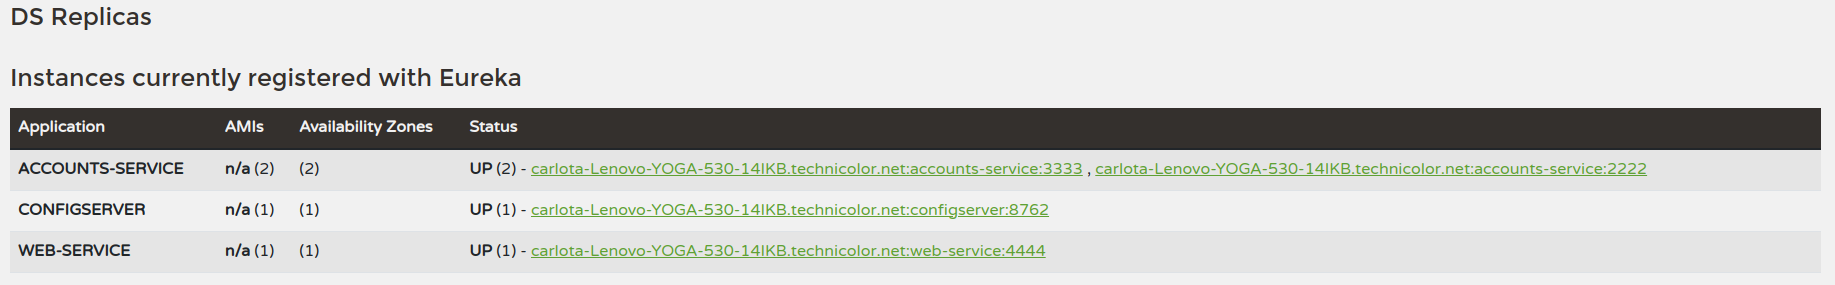 DS Replicas
Instances currently registered with Eureka
Application AMIs Availability Zones Status
ACCOUNTS-SERVICE n/a (2) (2) UP (2) - carlota-Lenovo-YOGA-530-14IKB.technicolor.net:accounts-service:3333 , carlota-Lenovo-YOGA-530-14IKB.technicolor.net:accounts-service:2222
CONFIGSERVER n/a (1) (1) UP (1) - carlota-Lenovo-YOGA-530-14IKB.technicolor.net:configserver:8762
WEB-SERVICE n/a (1) (1) UP (1) - carlota-Lenovo-YOGA-530-14IKB.technicolor.net:web-service:4444